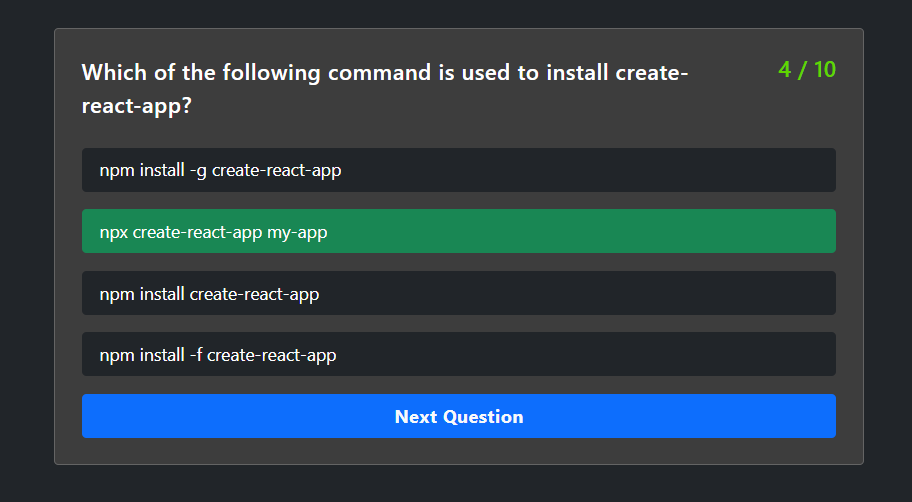 Which of the following command is used to install create-
react-app?
4 / 10
npm install -g create-react-app
npx create-react-app my-app
npm install create-react-app
npm install -f create-react-app
Next Question